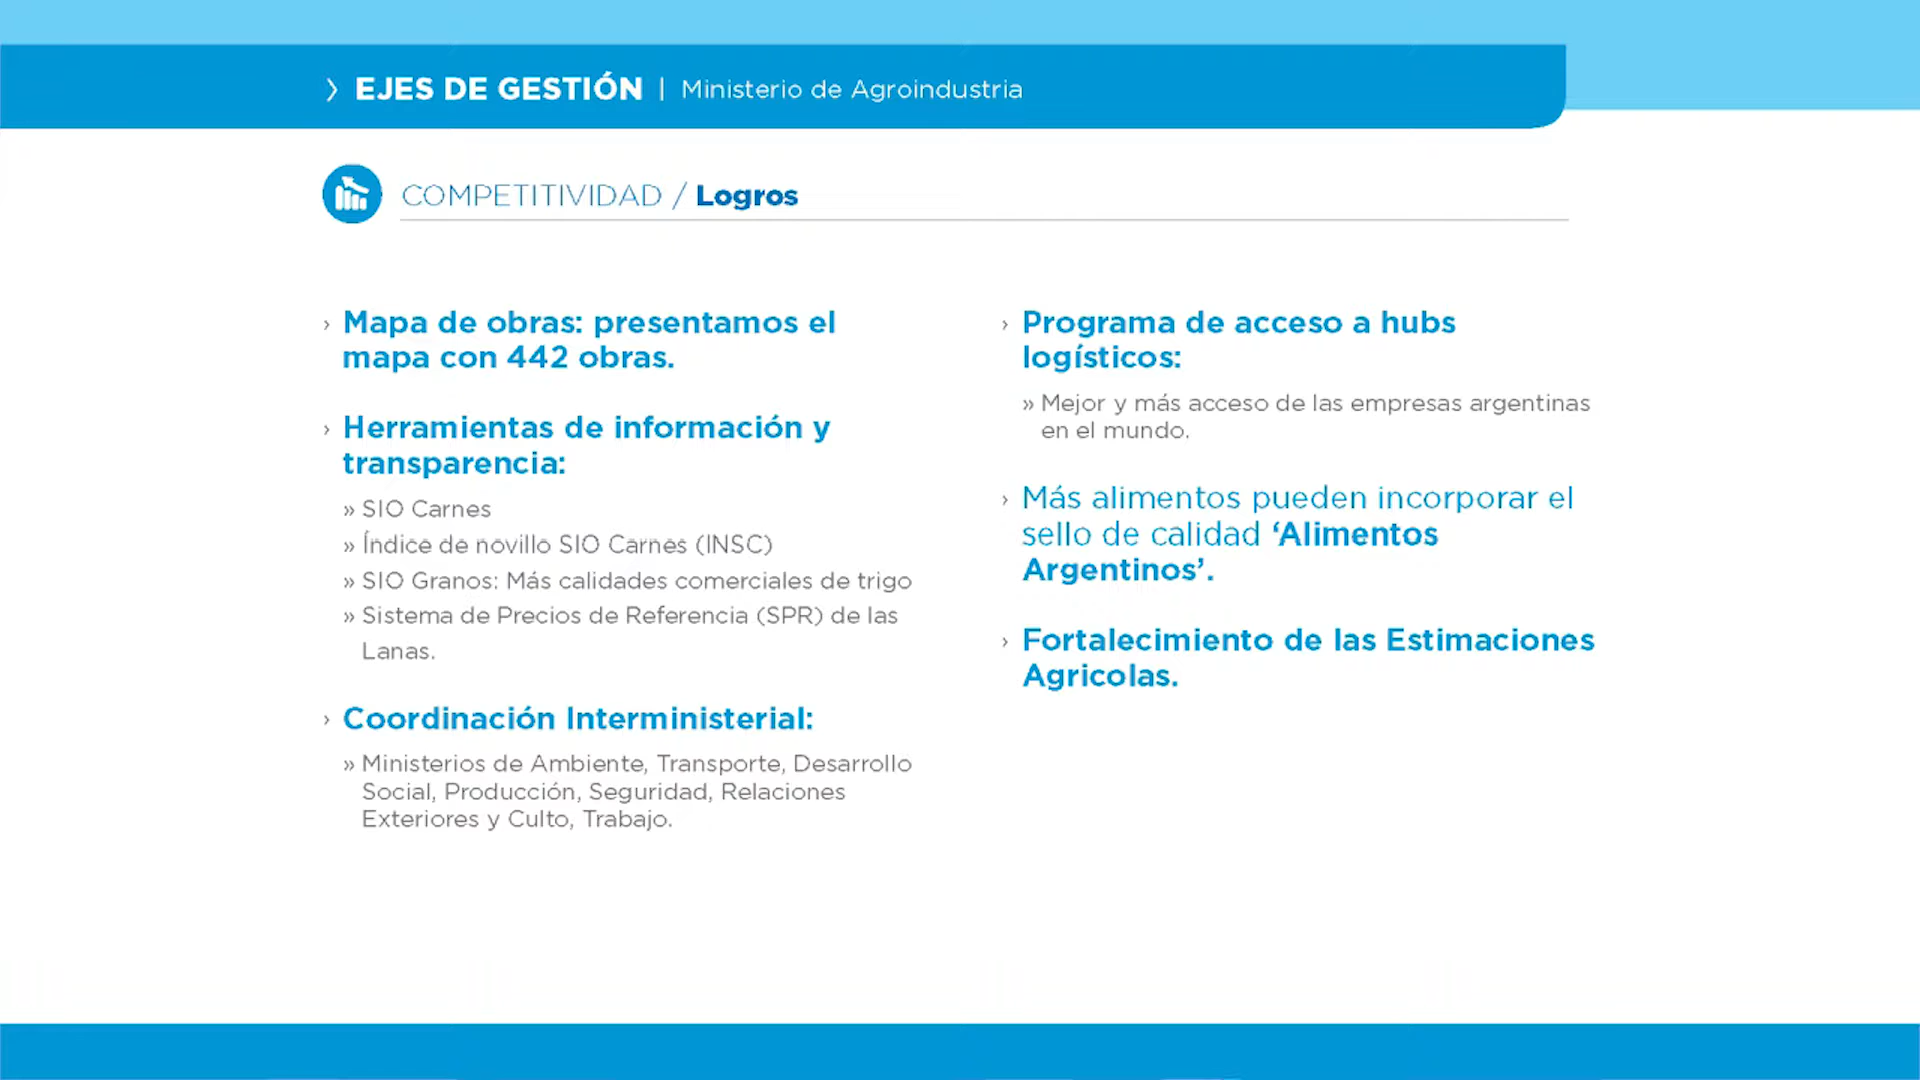 › EJES DE GESTIÓN | Ministerio de Agroindustria
COMPETITIVIDAD / Logros
› Mapa de obras: presentamos el
mapa con 442 obras.
› Herramientas de información y
transparencia:
» SIO Carnes
» Índice de novillo SIO Carnes (INSC)
» SIO Granos: Más calidades comerciales de trigo
» Sistema de Precios de Referencia (SPR) de las
Lanas.
› Coordinación Interministerial:
» Ministerios de Ambiente, Transporte, Desarrollo
Social, Producción, Seguridad, Relaciones
Exteriores y Culto, Trabajo.
› Programa de acceso a hubs
logísticos:
» Mejor y más acceso de las empresas argentinas
en el mundo.
› Más alimentos pueden incorporar el
sello de calidad ‘Alimentos
Argentinos’.
› Fortalecimiento de las Estimaciones
Agricolas.